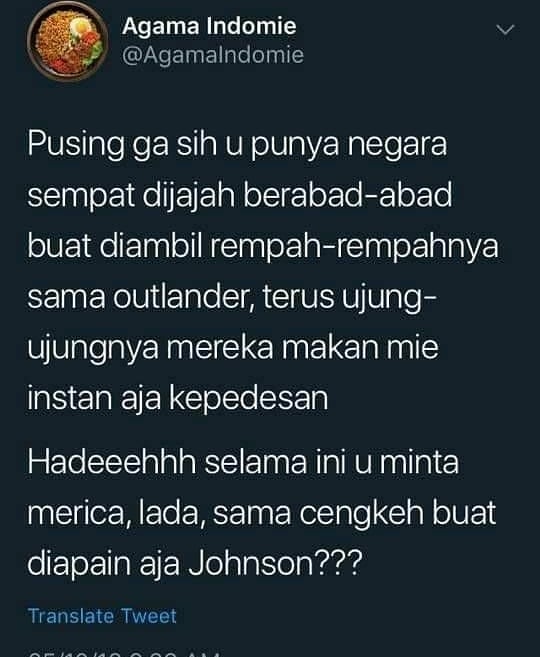 Agama Indomie
@AgamaIndomie
Pusing ga sih u punya negara
sempat dijajah berabad-abad
buat diambil rempah-rempahnya
sama outlander, terus ujung-
ujungnya mereka makan mie
instan aja kepedesan
Hadeeehhh selama ini u minta
merica, lada, sama cengkeh buat
diapain aja Johnson???
Translate Tweet